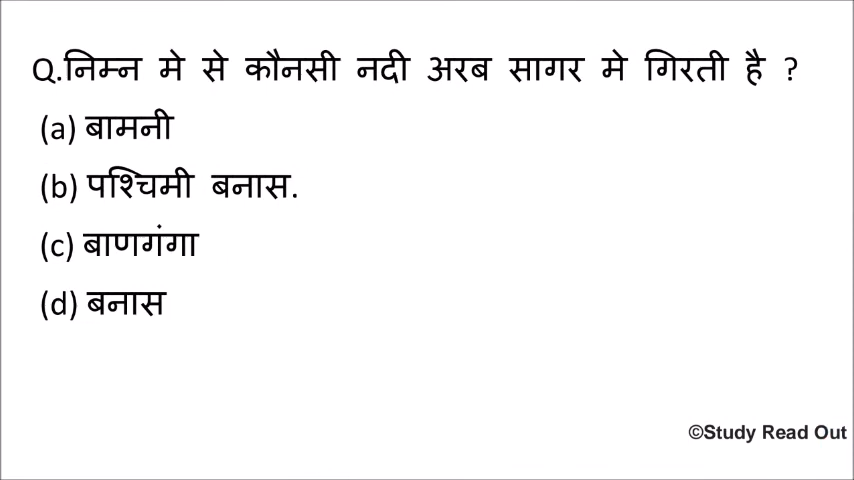 Q.निम्न मे से कौनसी नदी अरब सागर मे गिरती है ?
(a) बामनी
(b) पश्चिमी बनास.
(c) बाणगंगा
(d) बनास
©Study Read Out